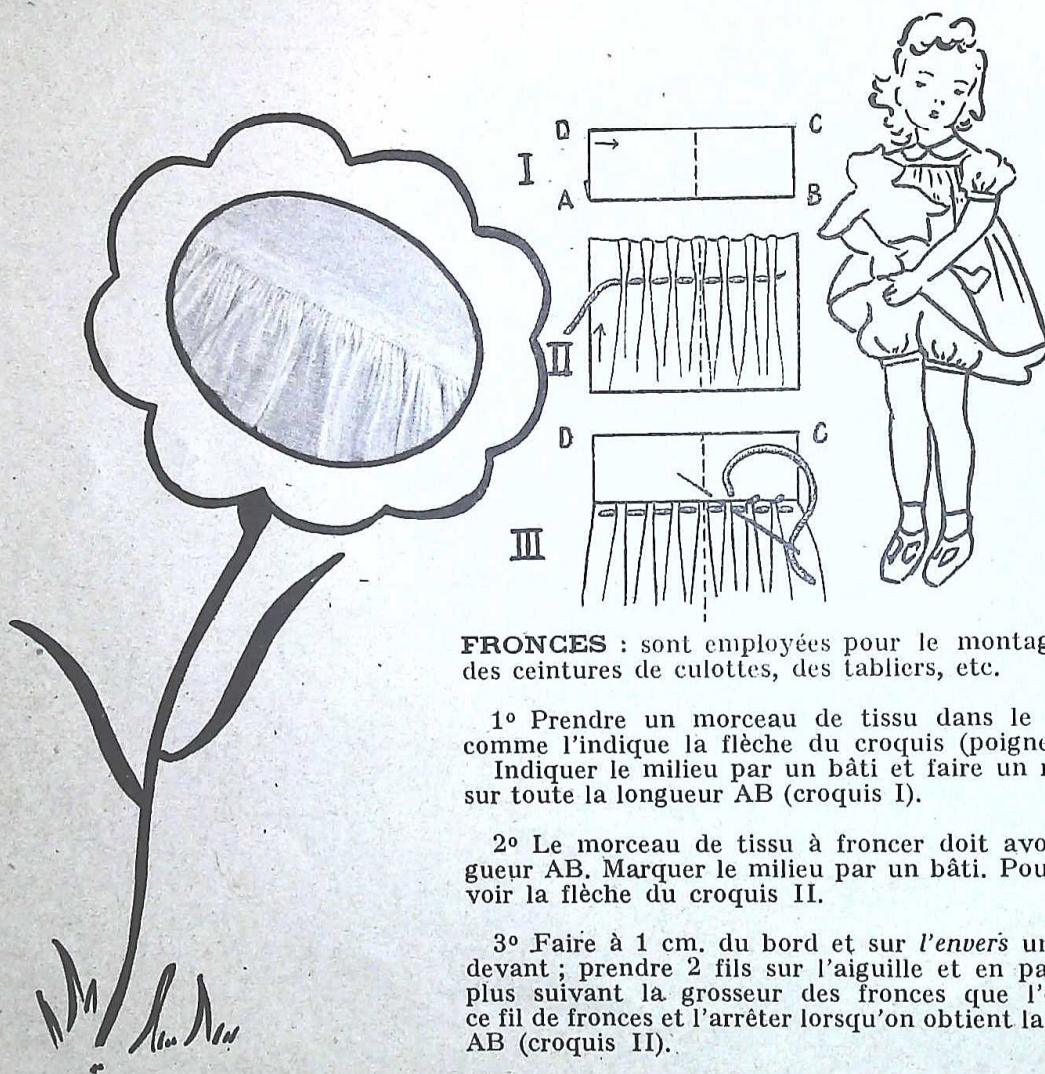 D C
I
A B
II
D C
III
FRONCES : sont employées pour le montag
des ceintures de culottes, des tabliers, etc.
1º Prendre un morceau de tissu dans le
comme l'indique la flèche du croquis (poigne
Indiquer le milieu par un bâti et faire un
sur toute la longueur AB (croquis I).
2º Le morceau de tissu à froncer doit avo
gueur AB. Marquer le milieu par un bâti. Pou
voir la flèche du croquis II.
3º Faire à 1 cm. du bord et sur l'envers un
devant ; prendre 2 fils sur l'aiguille et en pa
plus suivant la grosseur des fronces que l'
ce fil de fronces et l'arrêter lorsqu'on obtient la
AB (croquis II).